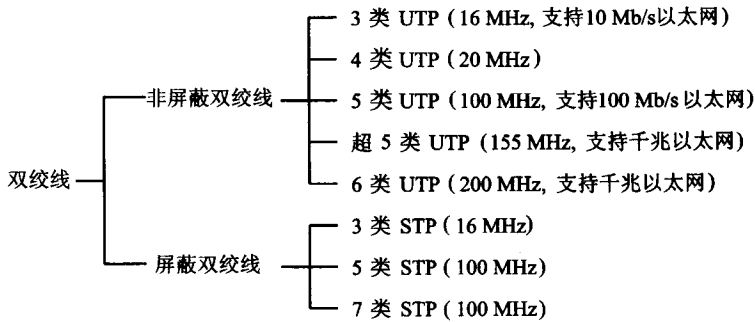 3 类 UTP ( 16 MHz, 支持10 Mb/s以太网)
4 类 UTP ( 20 MHz )
非屏蔽双绞线
5 类 UTP ( 100 MHz, 支持100 Mb/s 以太网)
超 5 类 UTP (155 MHz, 支持千兆以太网)
双绞线
6 类 UTP ( 200 MHz, 支持千兆以太网)
3 类 STP ( 16 MHz)
屏蔽双绞线
5 类 STP ( 100 MHz)
7 类 STP ( 100 MHz)